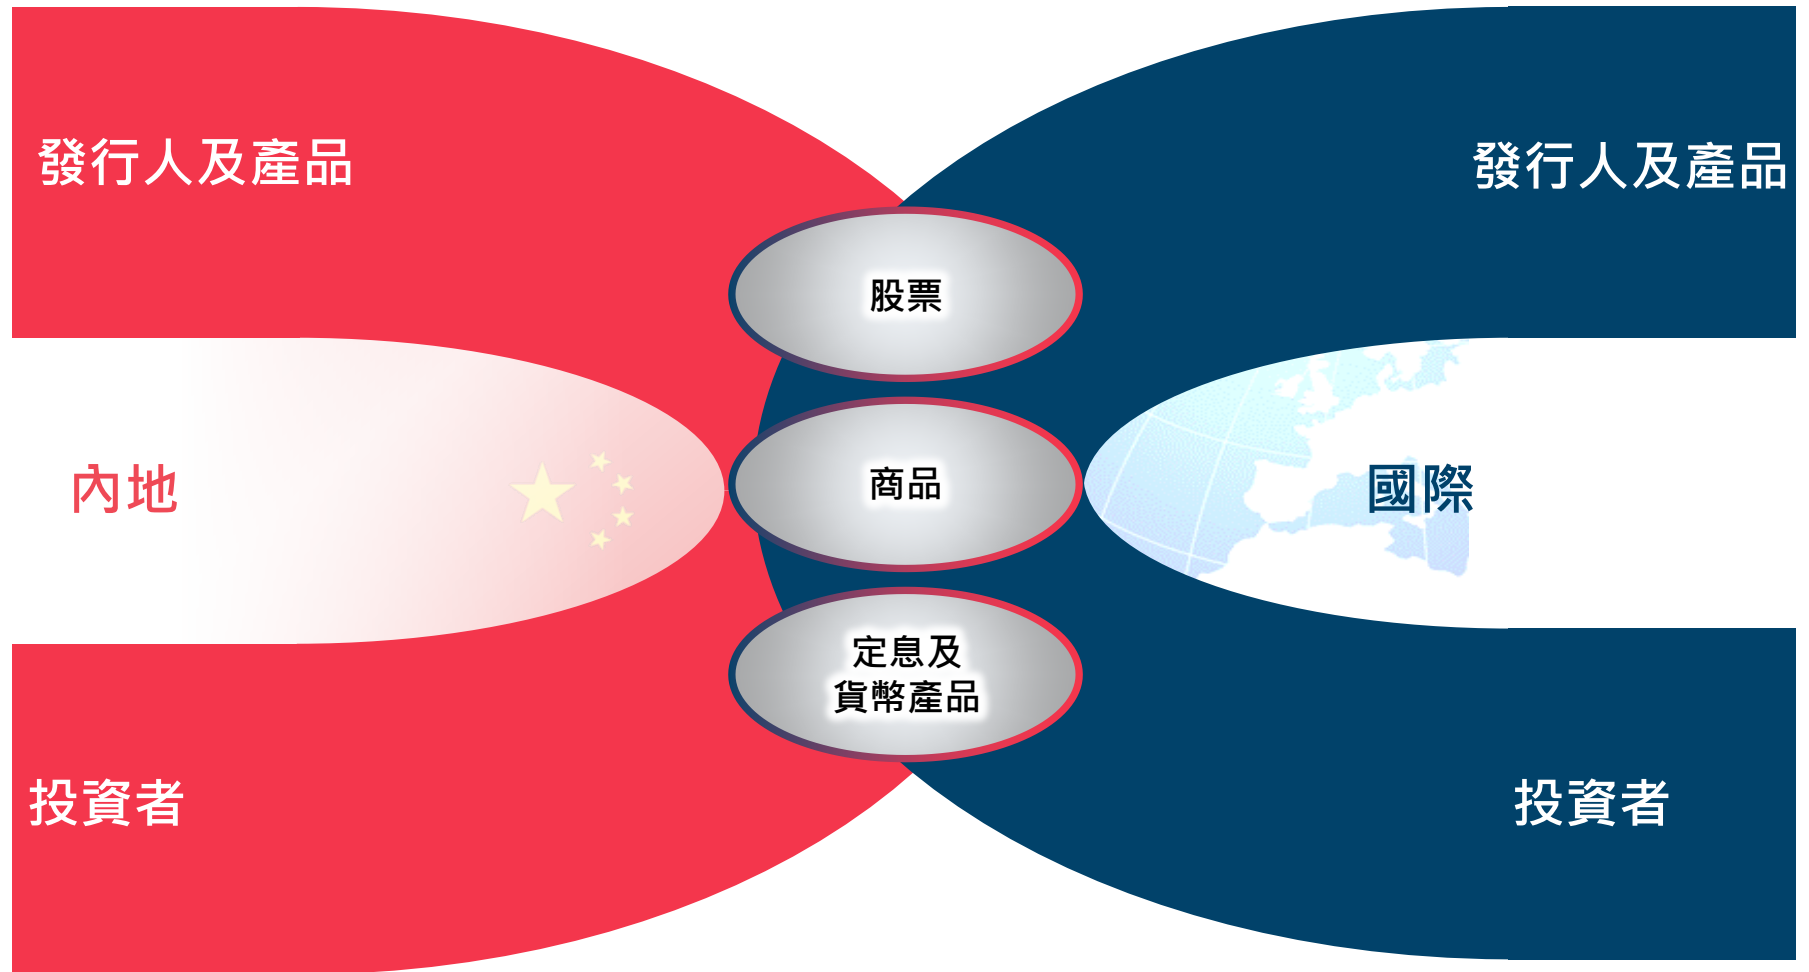 發行人及產品
發行人及產品
股票
內地
商品
國際
定息及
貨幣產品
投資者
投資者